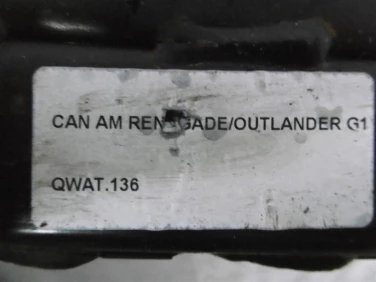 CAN AM RENEGADE/OUTLANDER G1
QWAT.136